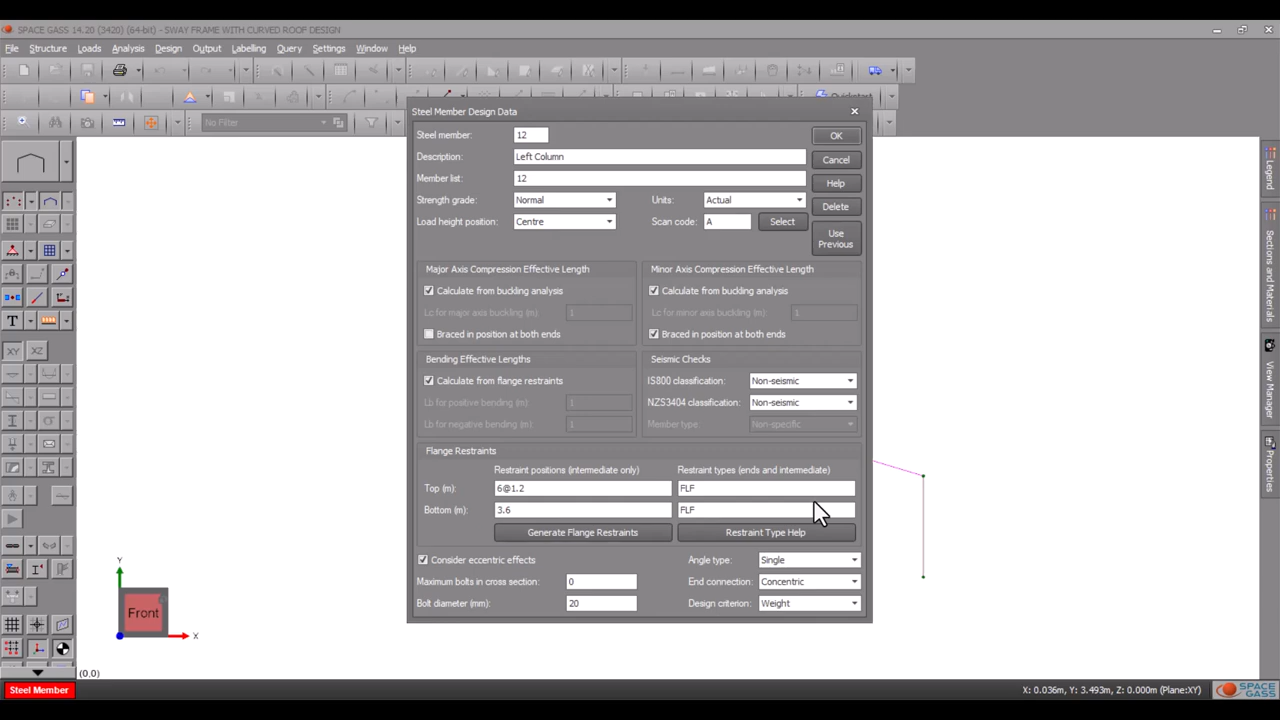 SPACE GASS 14.20 (3420) (64-bit) - SWAY FRAME WITH CURVED ROOF DESIGN
File Structure Loads Analysis Design Output Labelling Query Settings Window Help
No Filter
Steel Member Design Data
Steel member: 12 OK
Description: Left Column Cancel
Member list: 12 Help
Strength grade: Normal Units: Actual Delete
Load height position: Centre Scan code: A Select Use Previous
Major Axis Compression Effective Length
Calculate from buckling analysis
Lc for major axis buckling (m) 1
Braced in position at both ends
Minor Axis Compression Effective Length
Calculate from buckling analysis
Lc for minor axis buckling (m) 1
Braced in position at both ends
Bending Effective Lengths
Calculate from flange restraints
Lb for positive bending (m): 1
Lb for negative bending (m): 1
Seismic Checks
IS800 classification: Non-seismic
NZS3404 classification: Non-seismic
Member type: Non-specific
Flange Restraints
Restraint positions (intermediate only) Restraint types (ends and intermediate)
Top (m): 6@1.2 FLF
Bottom (m): 3.6 FLF
Generate Flange Restraints Restraint Type Help
Consider eccentric effects Angle type: Single
Maximum bolts in cross section: 0 End connection: Concentric
Bolt diameter (mm): 20 Design criterion: Weight
Legend
Sections and Materials
View Manager
Properties
XY XZ
T
Y
Front
X
(0,0)
Steel Member X: 0.036m, Y: 3.493m, Z: 0.000m (Plane:XY) SPACE GASS